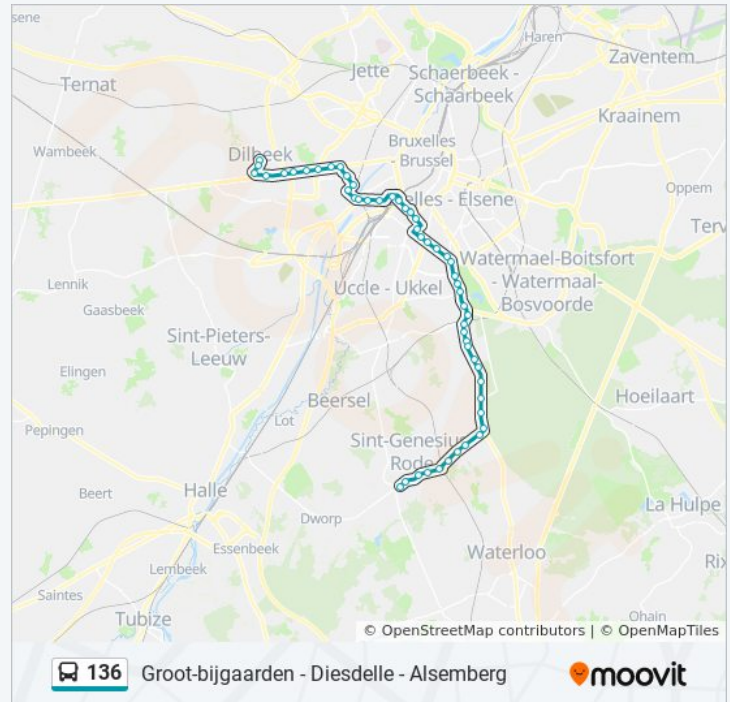 sene
Haren
Zaventem
Ternat
Jette
Schaerbeek -
Schaarbeek
Kraainem
Wambeek
Dilbeek
Bruxelles
- Brussel
elles - Elsene
Oppem
Terv
Watermael-Boitsfort
- Watermaal-
Bosvoorde
Lennik
Uccle - Ukkel
Gaasbeek
Sint-Pieters-
Leeuw
Elingen
Beersel
Hoeilaart
Lot
Pepingen
Sint-Genesius
Rode
Beert
Halle
Dworp
La Hulpe
Essenbeek
Waterloo
Rix
Lembeek
Saintes
Ohain
Tubize
© OpenStreetMap contributors | © OpenMapTiles
136 Groot-bijgaarden - Diesdelle - Alsemberg moovit